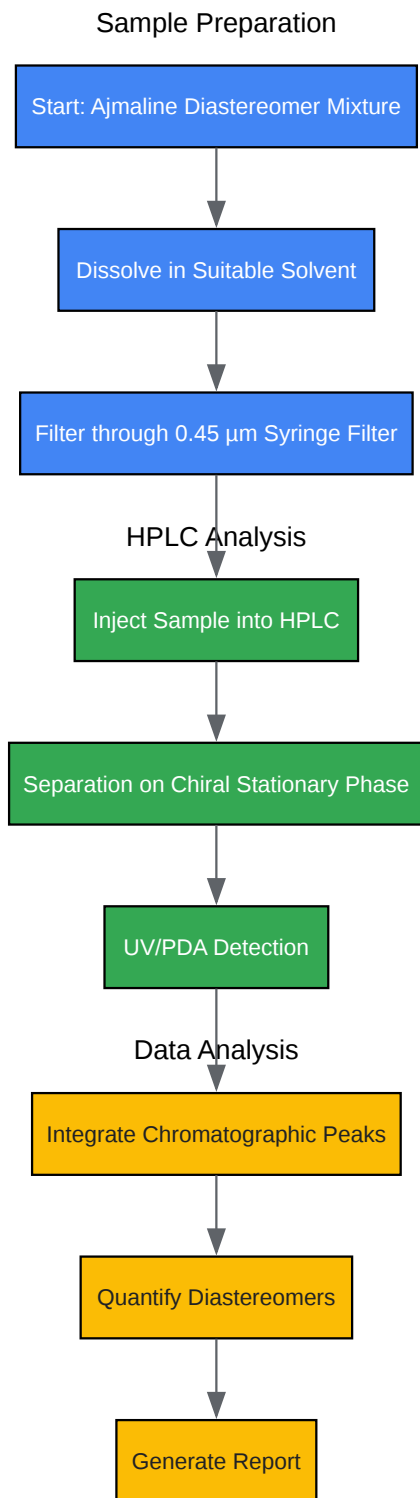 Sample Preparation
Start: Ajmaline Diastereomer Mixture
Dissolve in Suitable Solvent
Filter through 0.45 µm Syringe Filter
HPLC Analysis
Inject Sample into HPLC
Separation on Chiral Stationary Phase
UV/PDA Detection
Data Analysis
Integrate Chromatographic Peaks
Quantify Diastereomers
Generate Report